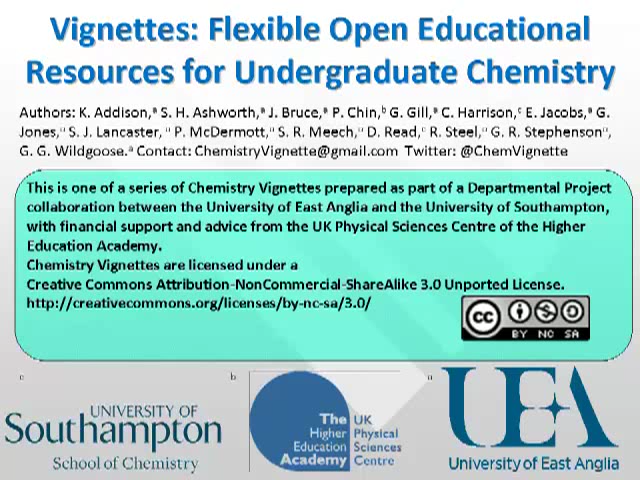 Vignettes: Flexible Open Educational
Resources for Undergraduate Chemistry
Authors: K. Addison,ᵃ S. H. Ashworth,ᵃ J. Bruce,ᵃ P. Chin,ᵇ G. Gill,ᵃ C. Harrison,ᶜ E. Jacobs,ᵃ G.
Jones,ᵃ S. J. Lancaster, ᵃ P. McDermott,ᵃ S. R. Meech,ᵃ D. Read,ᶜ R. Steel,ᵃ G. R. Stephensonᵃ,
G. G. Wildgoose.ᵃ Contact: ChemistryVignette@gmail.com Twitter: @ChemVignette
This is one of a series of Chemistry Vignettes prepared as part of a Departmental Project
collaboration between the University of East Anglia and the University of Southampton,
with financial support and advice from the UK Physical Sciences Centre of the Higher
Education Academy.
Chemistry Vignettes are licensed under a
Creative Commons Attribution-NonCommercial-ShareAlike 3.0 Unported License.
http://creativecommons.org/licenses/by-nc-sa/3.0/
cc
BY NC SA
c
UNIVERSITY OF
Southampton
School of Chemistry
b
The UK
Higher Physical
Education Sciences
Academy Centre
a
UEA
University of East Anglia